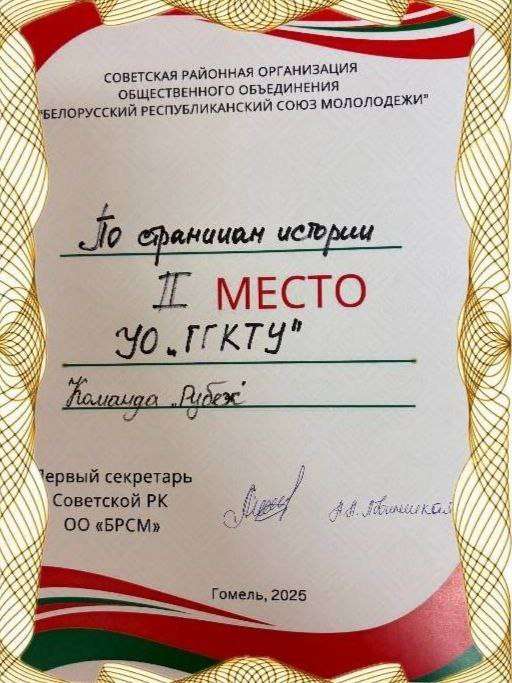 СОВЕТСКАЯ РАЙОННАЯ ОРГАНИЗАЦИЯ
ОБЩЕСТВЕННОГО ОБЪЕДИНЕНИЯ
"БЕЛОРУССКИЙ РЕСПУБЛИКАНСКИЙ СОЮЗ МОЛОЛОДЕЖИ"
По страницам истории
II МЕСТО
УО „ГГКТУ"
Команда „Рубеж"
Первый секретарь
Советской РК
ОО «БРСМ»
Гомель, 2025